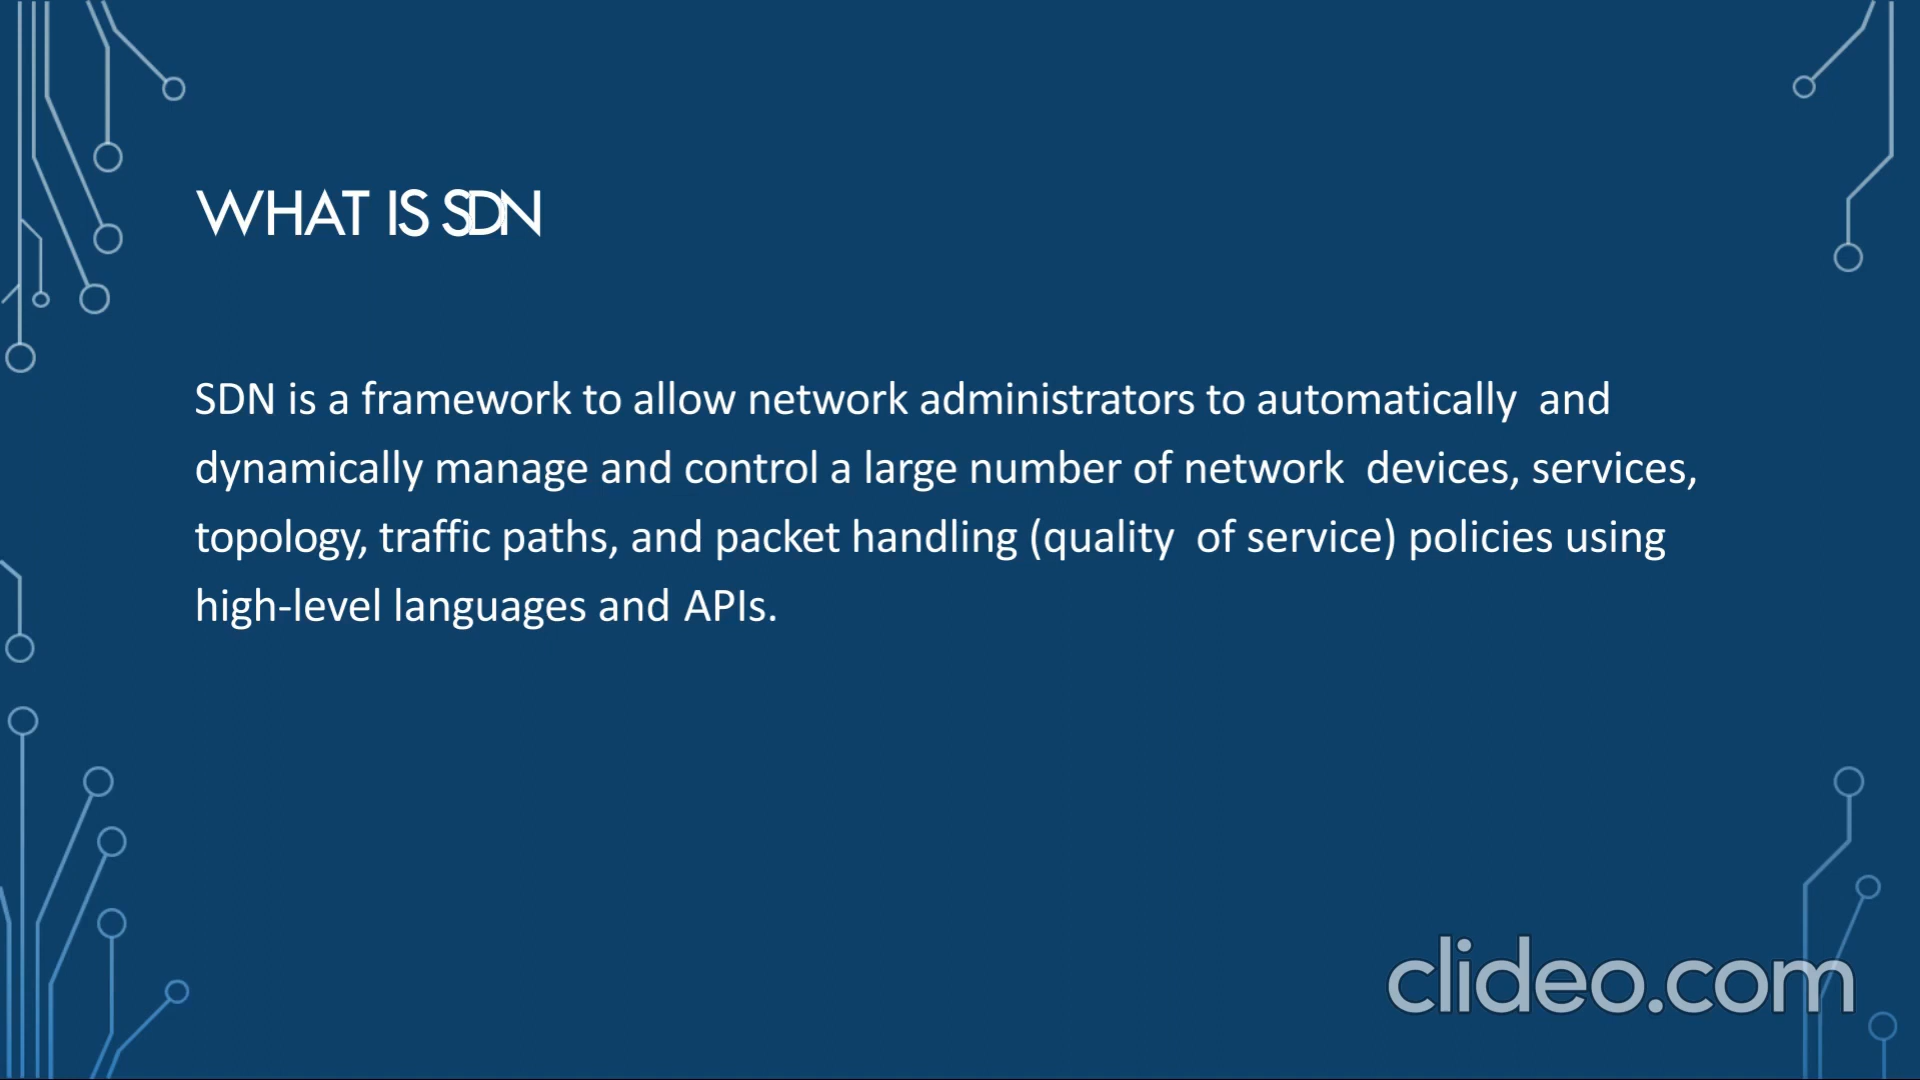 WHAT IS SDN
SDN is a framework to allow network administrators to automatically  and
dynamically manage and control a large number of network  devices, services,
topology, traffic paths, and packet handling (quality  of service) policies using
high-level languages and APIs.
clideo.com